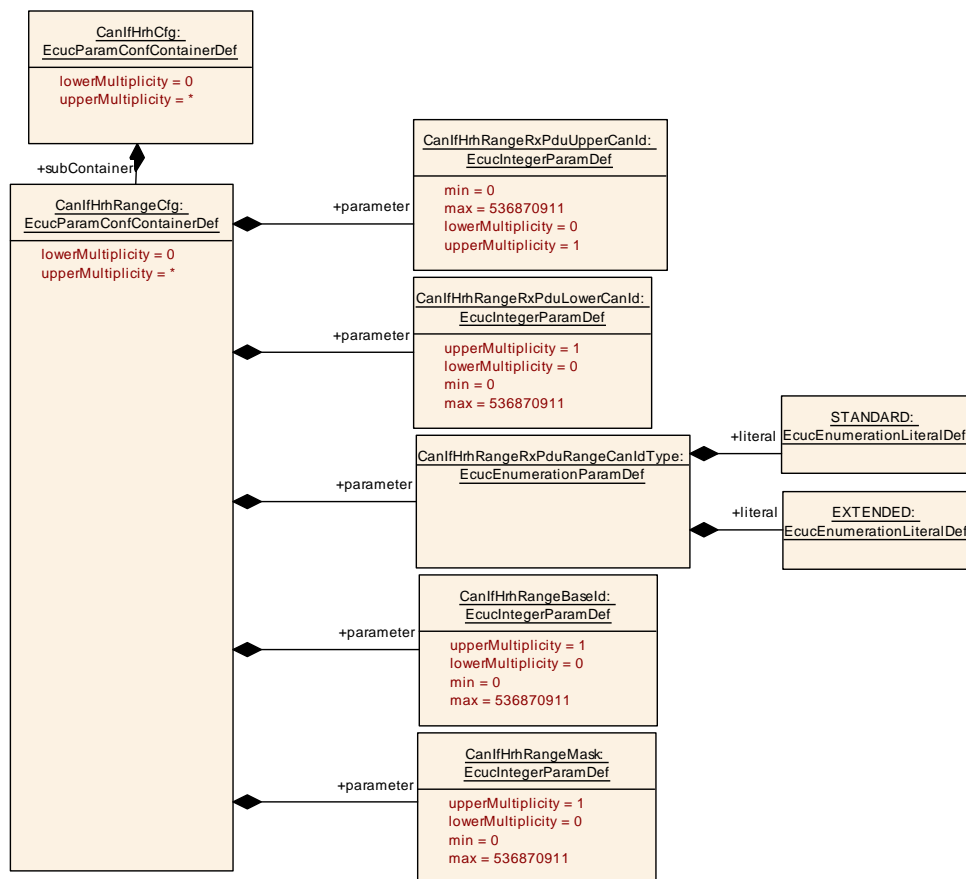 CanIfHrhCfg:
EcucParamConfContainerDef
lowerMultiplicity = 0
upperMultiplicity = *
+subContainer
CanIfHrhRangeCfg:
EcucParamConfContainerDef
lowerMultiplicity = 0
upperMultiplicity = *
+parameter
CanIfHrhRangeRxPduUpperCanId:
EcucIntegerParamDef
min = 0
max = 536870911
lowerMultiplicity = 0
upperMultiplicity = 1
+parameter
CanIfHrhRangeRxPduLowerCanId:
EcucIntegerParamDef
upperMultiplicity = 1
lowerMultiplicity = 0
min = 0
max = 536870911
+parameter
CanIfHrhRangeRxPduRangeCanIdType:
EcucEnumerationParamDef
+literal
STANDARD:
EcucEnumerationLiteralDef
+literal
EXTENDED:
EcucEnumerationLiteralDef
+parameter
CanIfHrhRangeBaseId:
EcucIntegerParamDef
upperMultiplicity = 1
lowerMultiplicity = 0
min = 0
max = 536870911
+parameter
CanIfHrhRangeMask:
EcucIntegerParamDef
upperMultiplicity = 1
lowerMultiplicity = 0
min = 0
max = 536870911